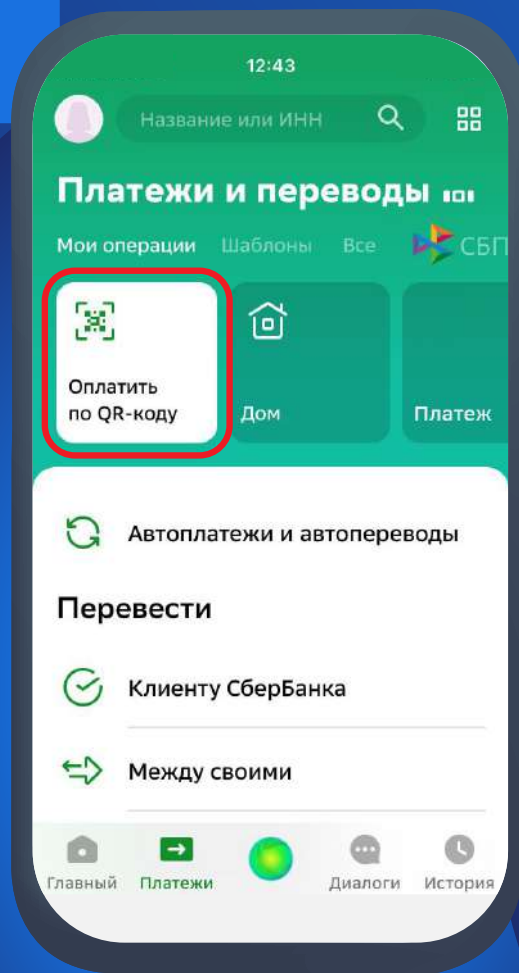 12:43
Название или ИНН
Платежи и переводы
Мои операции Шаблоны Все СБП
Оплатить
по QR-коду
Дом
Платеж
Автоплатежи и автопереводы
Перевести
Клиенту СберБанка
Между своими
Главный Платежи Диалоги История